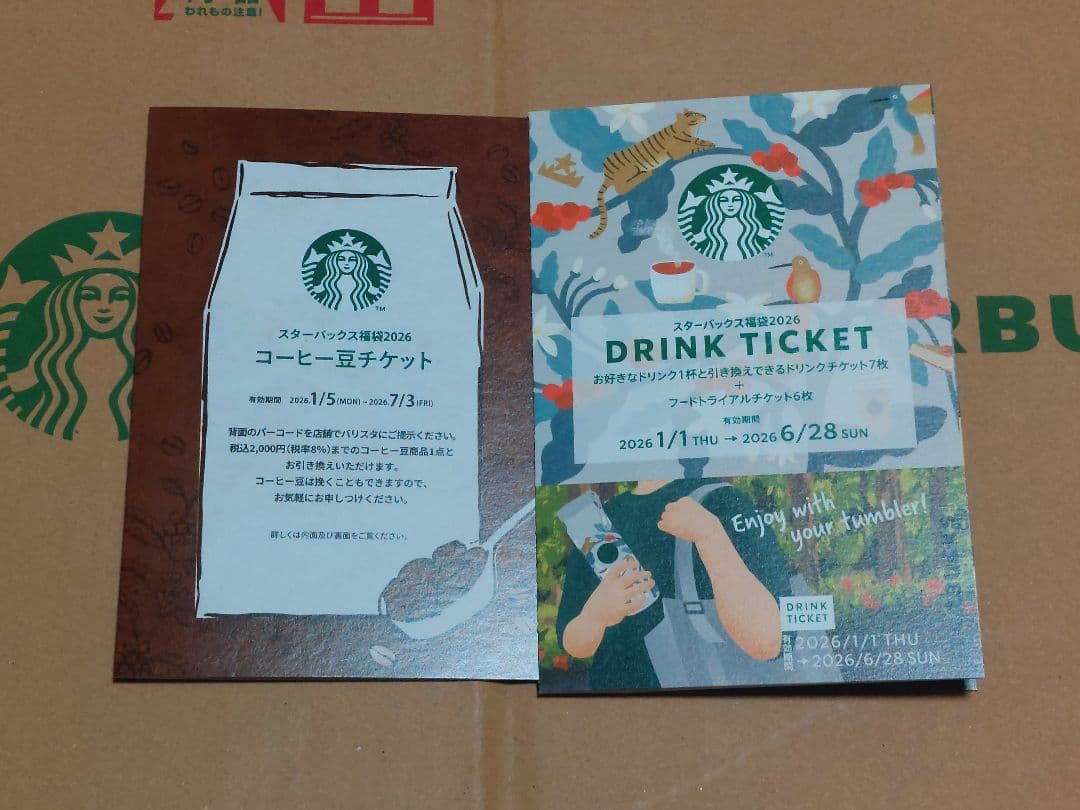 われもの注意!
スターバックス福袋2026
コーヒー豆チケット
有効期間 2026.1/5(MON)~2026.7/3(FRI)
背面のバーコードを店舗でバリスタにご提示ください。
税込2,000円(税率8%)までのコーヒー豆商品1点と
お引き換えいただけます。
コーヒー豆は挽くこともできますので、
お気軽にお申しつけください。
詳しくは内面及び裏面をご覧ください。
TM
TM
スターバックス福袋2026
DRINK TICKET
お好きなドリンク1杯と引き換えできるドリンクチケット7枚
+
フードトライアルチケット6枚
有効期間
2026 1/1 THU → 2026 6/28 SUN
Enjoy with
your tumbler!
DRINK
TICKET
有効期間 2026/1/1 THU
→2026/6/28 SUN
RBU